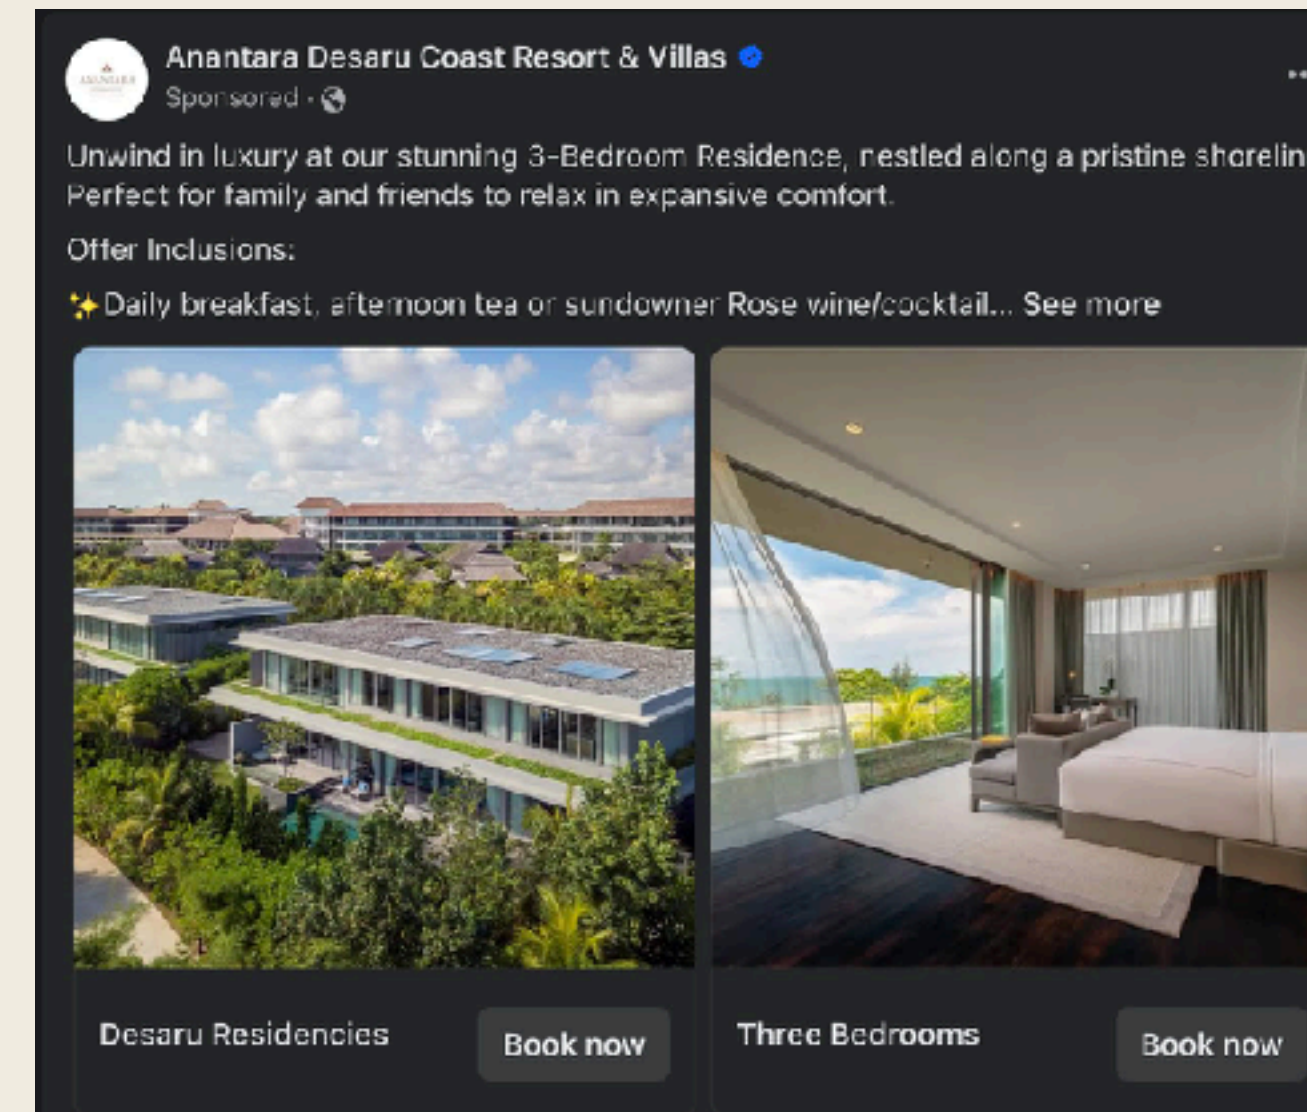 Anantara Desaru Coast Resort & Villas
Sponsored ·
Unwind in luxury at our stunning 3-Bedroom Residence, nestled along a pristine shorelin
Perfect for family and friends to relax in expansive comfort.
Offer Inclusions:
✨Daily breakfast, afternoon tea or sundowner Rose wine/cocktail... See more
Desaru Residencies
Book now
Three Bedrooms
Book now